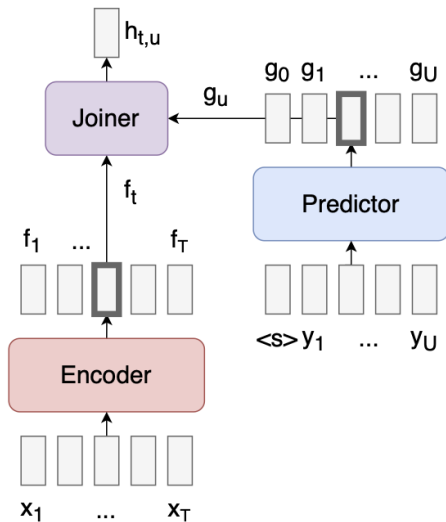 h_{t,u}
g_0 g_1 ... g_U
Joiner
g_u
f_t
Predictor
f_1 ... f_T
<s> y_1 ... y_U
Encoder
x_1 ... x_T